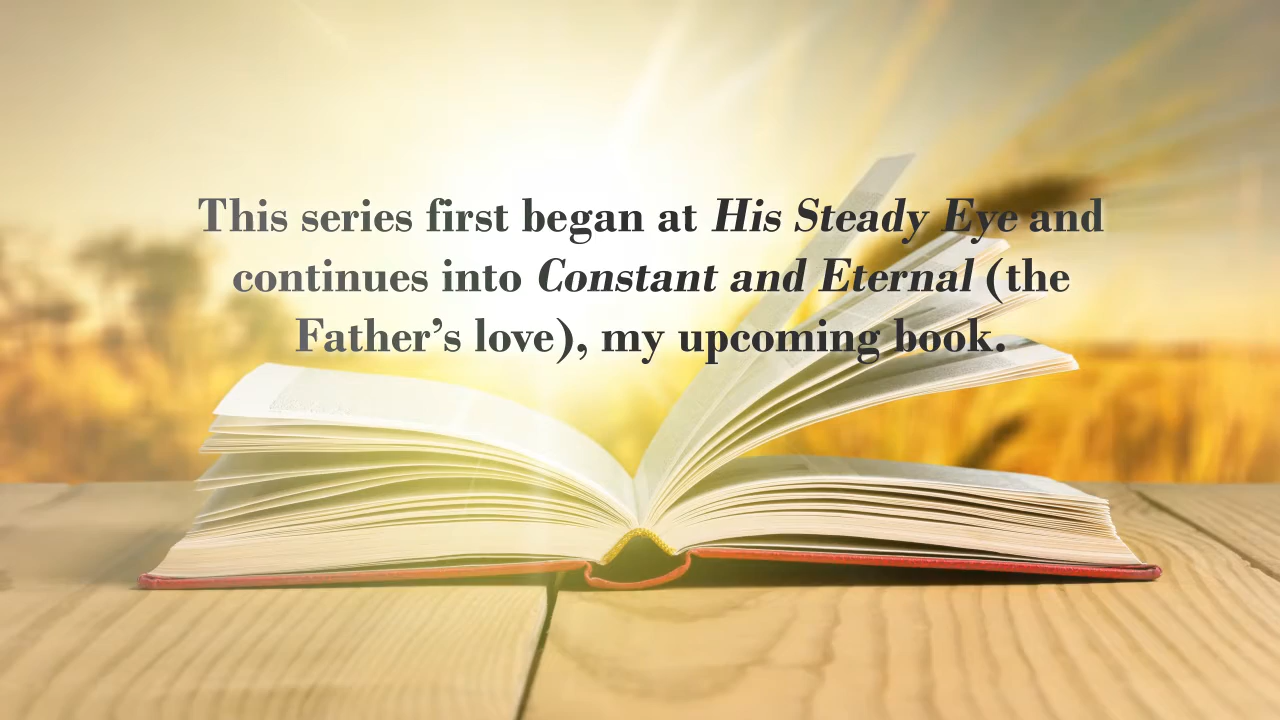 This series first began at His Steady Eye and
continues into Constant and Eternal (the
Father’s love), my upcoming book.